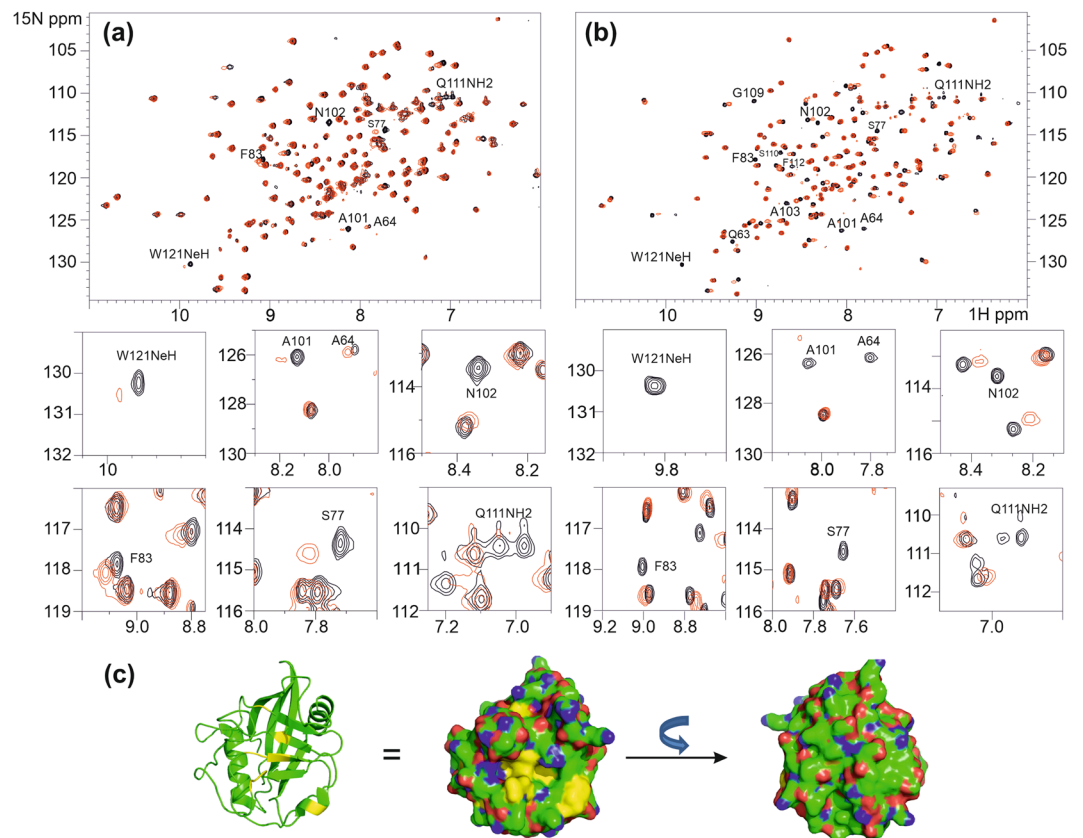 15N ppm
(a)
(b)
105
110
115
120
125
130
Q111NH2
N102
S77
F83
A101
A64
W121NeH
10
9
8
7
Q111NH2
G109
N102
S77
F83
S110
F112
A103
A101
A64
Q63
W121NeH
105
110
115
120
125
130
10
9
8
7
1H ppm
W121NeH
130
131
132
10
A101
A64
126
128
130
8.2
8.0
N102
114
116
8.4
8.2
W121NeH
130
131
132
9.8
A101
A64
126
128
130
8.0
7.8
N102
114
116
8.4
8.2
F83
117
118
119
9.0
8.8
S77
114
115
116
8.0
7.8
Q111NH2
110
111
112
7.2
7.0
F83
117
118
119
9.2
9.0
8.8
S77
114
115
116
8.0
7.8
7.6
Q111NH2
110
111
112
7.0
(c)
=